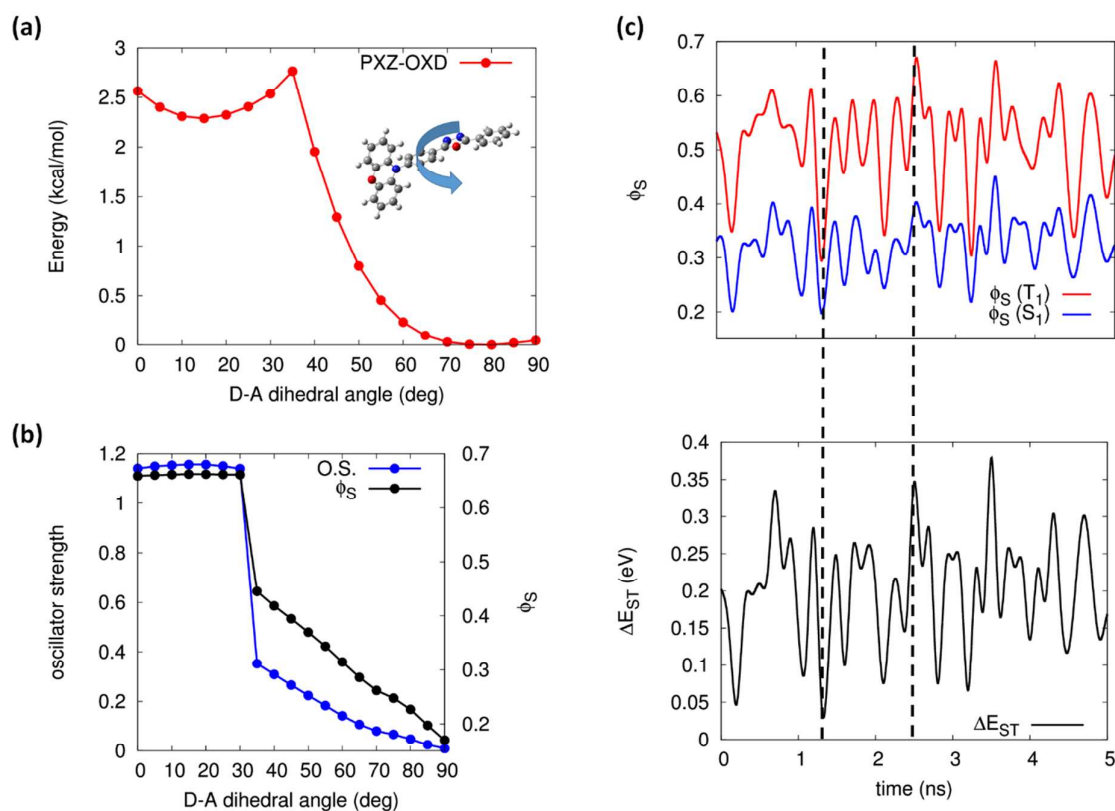 (a)
3
2.5
2
1.5
1
0.5
0
Energy (kcal/mol)
PXZ-OXD
0 10 20 30 40 50 60 70 80 90
D-A dihedral angle (deg)
(b)
1.2
1
0.8
0.6
0.4
0.2
0
oscillator strength
O.S.
ϕS
0.7
0.6
0.5
0.4
0.3
0.2
ϕS
0 10 20 30 40 50 60 70 80 90
D-A dihedral angle (deg)
(c)
0.7
0.6
0.5
0.4
0.3
0.2
ϕS
ϕS (T1)
ϕS (S1)
1 2 3 4 5
0.4
0.35
0.3
0.25
0.2
0.15
0.1
0.05
0
ΔEST (eV)
ΔEST
0 1 2 3 4 5
time (ns)